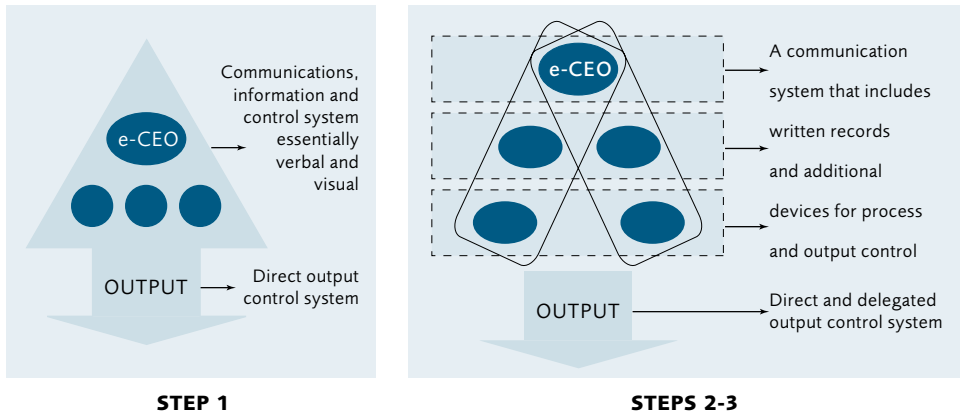 Communications,
information and
control system
essentially
verbal and
visual
e-CEO
OUTPUT
Direct output
control system
STEP 1
e-CEO
A communication
system that includes
written records
and additional
devices for process
and output control
OUTPUT
Direct and delegated
output control system
STEPS 2-3